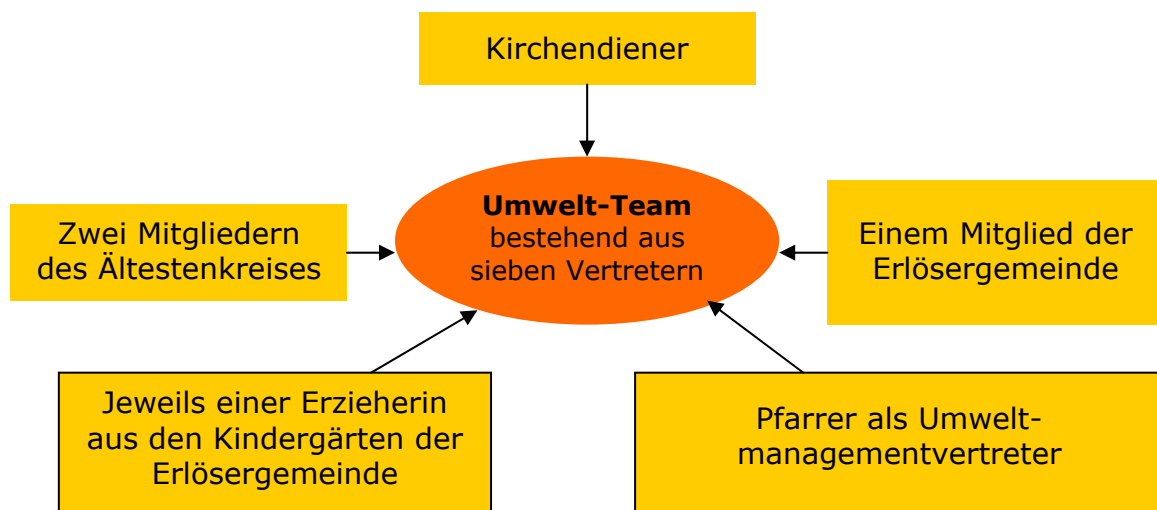 Kirchendiener
Umwelt-Team
bestehend aus
sieben Vertretern
Zwei Mitgliedern
des Ältestenkreises
Einem Mitglied der
Erlösergemeinde
Jeweils einer Erzieherin
aus den Kindergärten der
Erlösergemeinde
Pfarrer als Umwelt-
managementvertreter